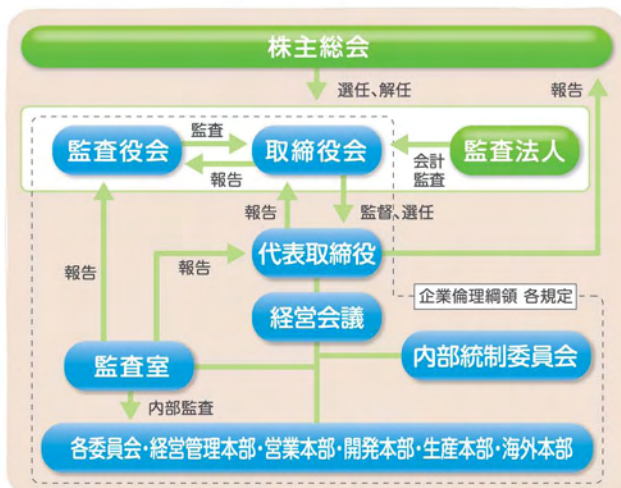 株主総会
選任、解任
報告
監査役会
監査
報告
取締役会
会計
監査
監査法人
報告
監督、選任
報告
報告
代表取締役
企業倫理綱領 各規定
経営会議
監査室
内部統制委員会
内部監査
各委員会・経営管理本部・営業本部・開発本部・生産本部・海外本部